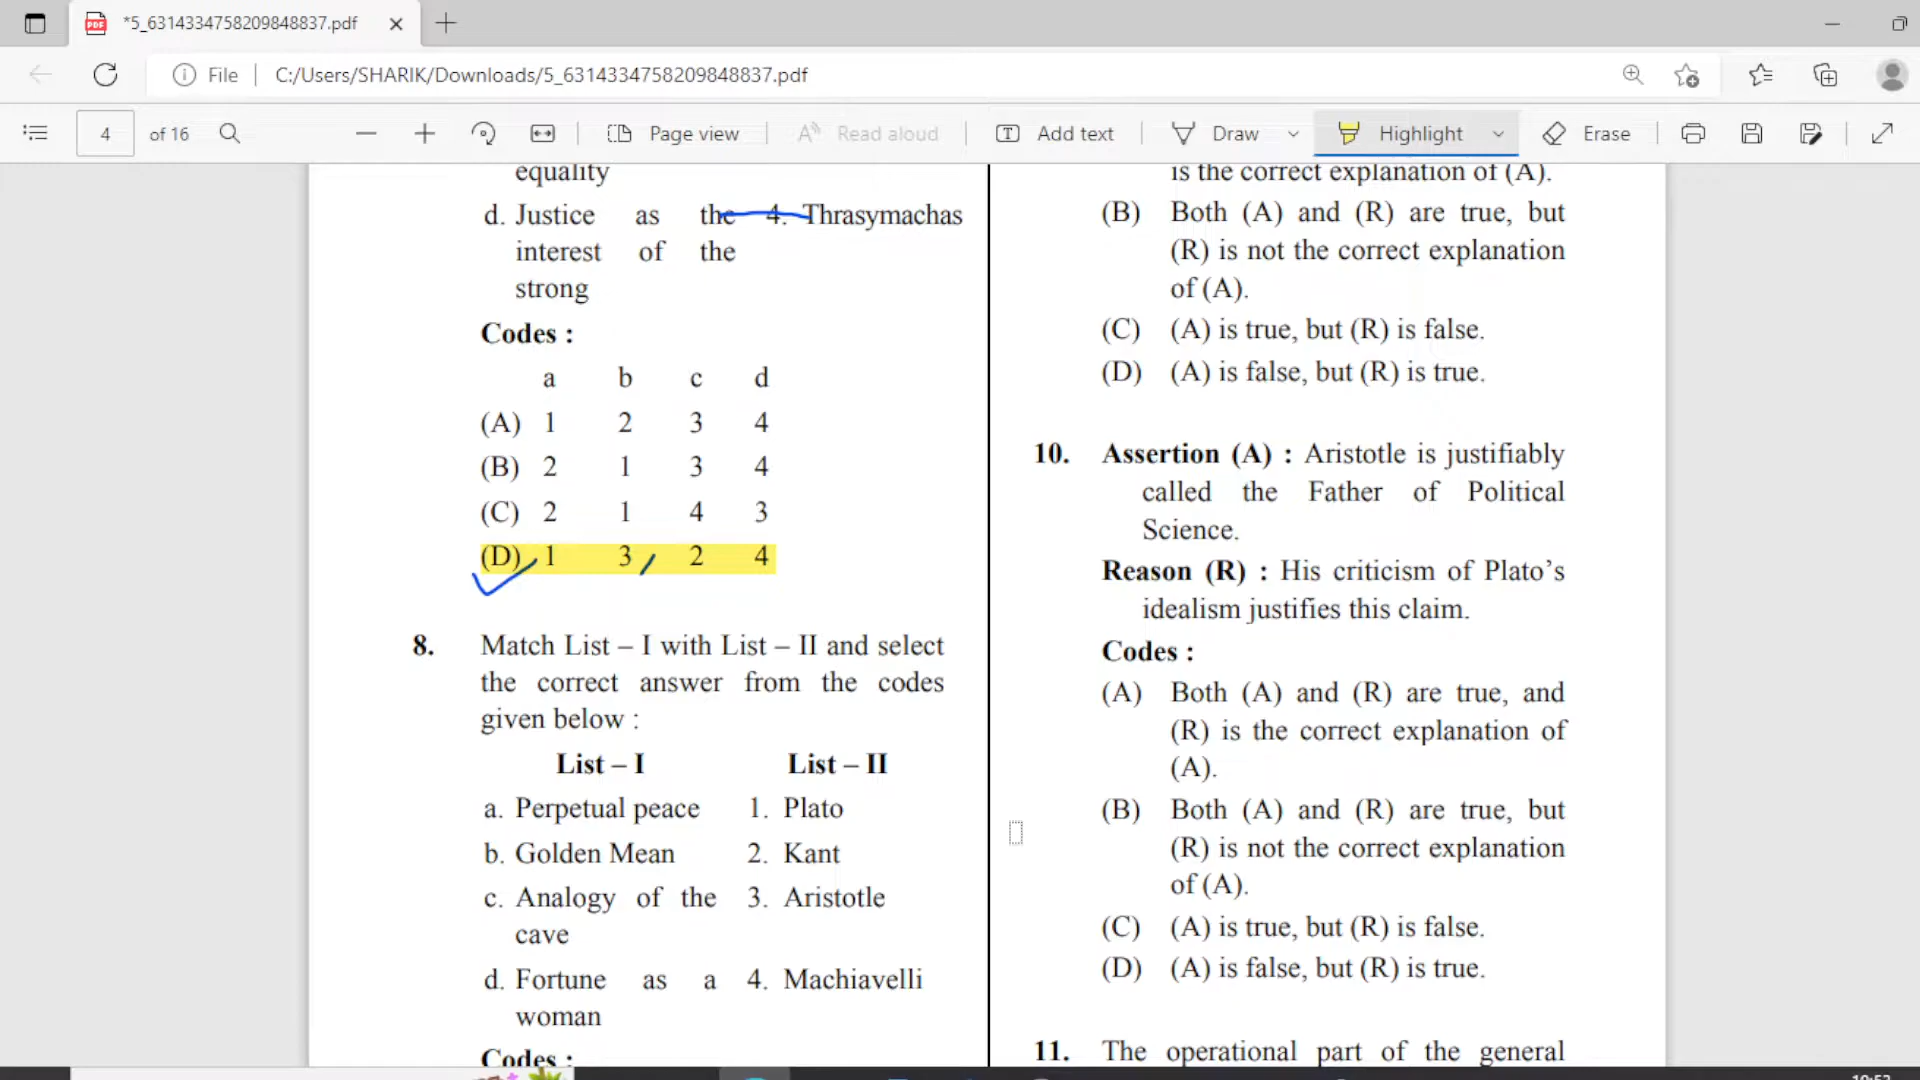 *5_6314334758209848837.pdf
File
C:/Users/SHARIK/Downloads/5_6314334758209848837.pdf
4 of 16
Page view
Read aloud
Add text
Draw
Highlight
Erase
equality
d. Justice as the 4. Thrasymachas
interest of the
strong
Codes :
a b c d
(A) 1 2 3 4
(B) 2 1 3 4
(C) 2 1 4 3
(D) 1 3 2 4
8. Match List – I with List – II and select
the correct answer from the codes
given below :
List – I List – II
a. Perpetual peace 1. Plato
b. Golden Mean 2. Kant
c. Analogy of the 3. Aristotle
cave
d. Fortune as a 4. Machiavelli
woman
Codes :
is the correct explanation of (A).
(B) Both (A) and (R) are true, but
(R) is not the correct explanation
of (A).
(C) (A) is true, but (R) is false.
(D) (A) is false, but (R) is true.
10. Assertion (A) : Aristotle is justifiably
called the Father of Political
Science.
Reason (R) : His criticism of Plato’s
idealism justifies this claim.
Codes :
(A) Both (A) and (R) are true, and
(R) is the correct explanation of
(A).
(B) Both (A) and (R) are true, but
(R) is not the correct explanation
of (A).
(C) (A) is true, but (R) is false.
(D) (A) is false, but (R) is true.
11. The operational part of the general